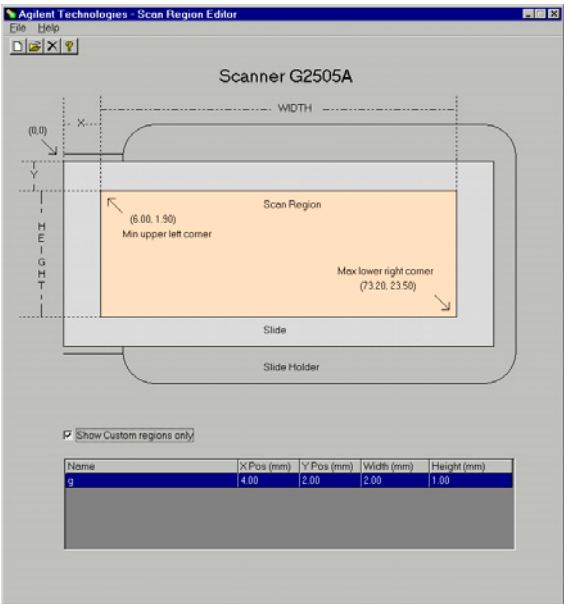 Agilent Technologies - Scan Region Editor
File Help
Scanner G2505A
WIDTH
X
(0,0)
Y
HEIGHT
Scan Region
(6.00, 1.90)
Min upper left corner
Max lower right corner
(73.20, 23.50)
Slide
Slide Holder
Show Custom regions only
Name X Pos (mm) Y Pos (mm) Width (mm) Height (mm)
g 4.00 2.00 2.00 1.00